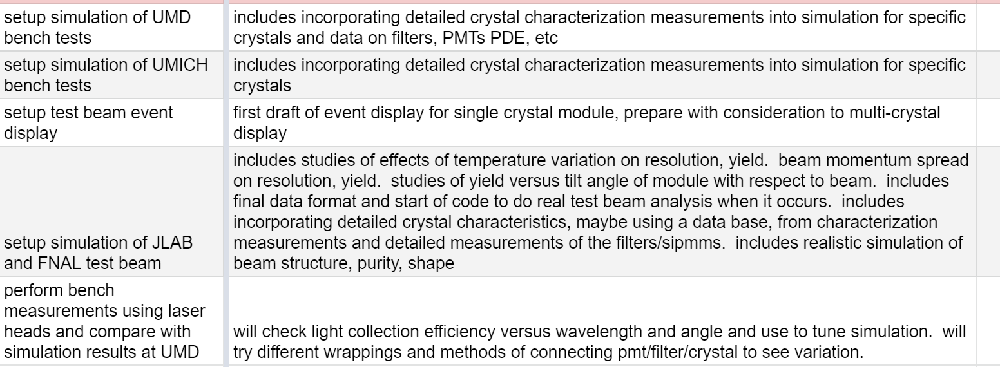 setup simulation of UMD
bench tests
includes incorporating detailed crystal characterization measurements into simulation for specific
crystals and data on filters, PMTs PDE, etc
setup simulation of UMICH
bench tests
includes incorporating detailed crystal characterization measurements into simulation for specific
crystals
setup test beam event
display
first draft of event display for single crystal module, prepare with consideration to multi-crystal
display
setup simulation of JLAB
and FNAL test beam
includes studies of effects of temperature variation on resolution, yield.  beam momentum spread
on resolution, yield.  studies of yield versus tilt angle of module with respect to beam.  includes
final data format and start of code to do real test beam analysis when it occurs.  includes
incorporating detailed crystal characteristics, maybe using a data base, from characterization
measurements and detailed measurements of the filters/sipmms.  includes realistic simulation of
beam structure, purity, shape
perform bench
measurements using laser
heads and compare with
simulation results at UMD
will check light collection efficiency versus wavelength and angle and use to tune simulation.  will
try different wrappings and methods of connecting pmt/filter/crystal to see variation.